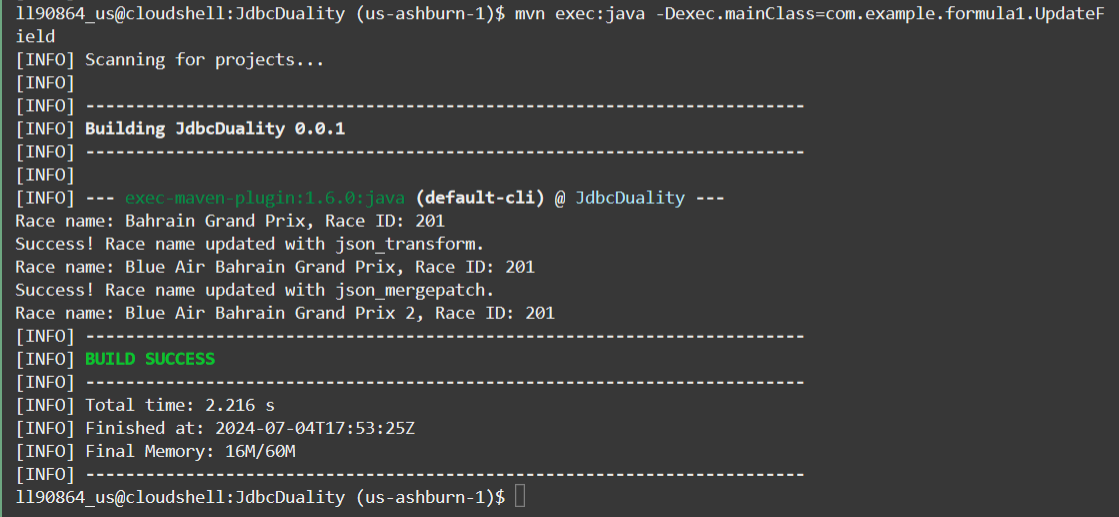 ll90864_us@cloudshell:JdbcDuality (us-ashburn-1)$ mvn exec:java -Dexec.mainClass=com.example.formula1.UpdateF
ield
[INFO] Scanning for projects...
[INFO]
[INFO] ------------------------------------------------------------------------
[INFO] Building JdbcDuality 0.0.1
[INFO] ------------------------------------------------------------------------
[INFO]
[INFO] --- exec-maven-plugin:1.6.0:java (default-cli) @ JdbcDuality ---
Race name: Bahrain Grand Prix, Race ID: 201
Success! Race name updated with json_transform.
Race name: Blue Air Bahrain Grand Prix, Race ID: 201
Success! Race name updated with json_mergepatch.
Race name: Blue Air Bahrain Grand Prix 2, Race ID: 201
[INFO] ------------------------------------------------------------------------
[INFO] BUILD SUCCESS
[INFO] ------------------------------------------------------------------------
[INFO] Total time: 2.216 s
[INFO] Finished at: 2024-07-04T17:53:25Z
[INFO] Final Memory: 16M/60M
[INFO] ------------------------------------------------------------------------
ll90864_us@cloudshell:JdbcDuality (us-ashburn-1)$